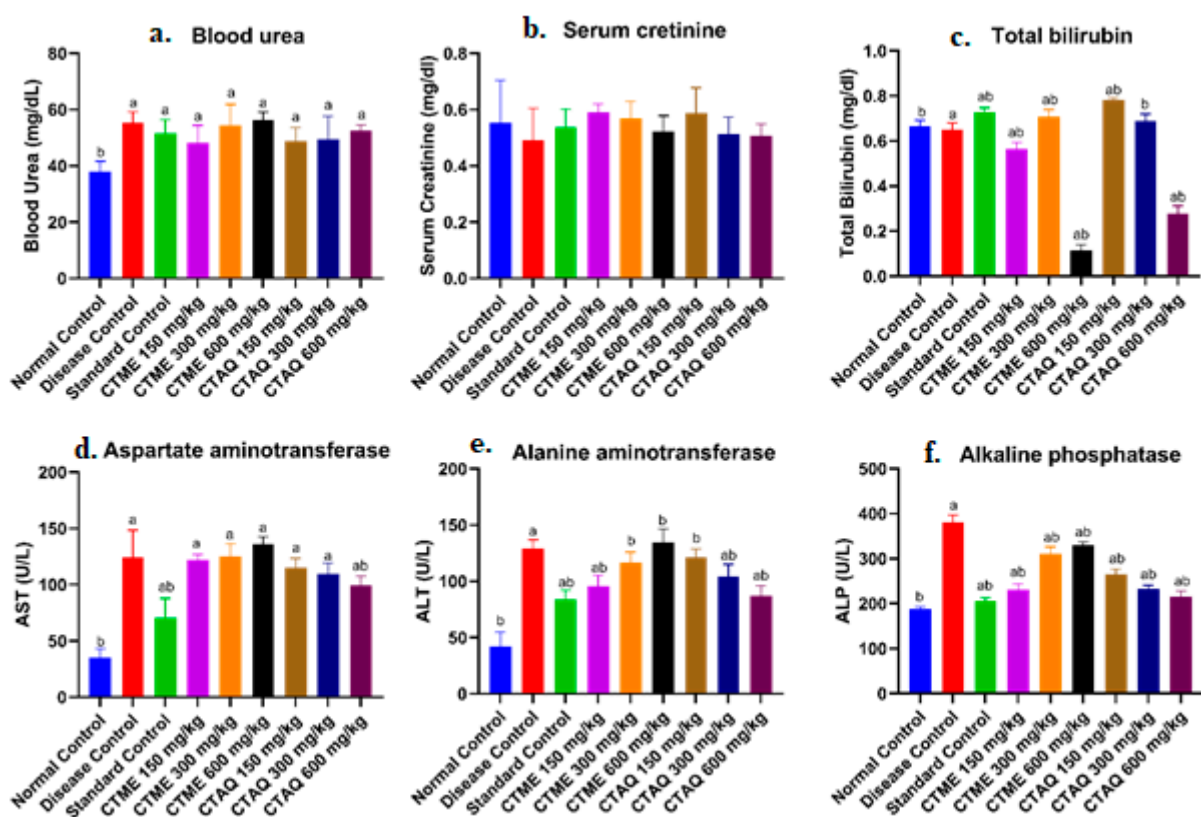 a. Blood urea
Blood Urea (mg/dL)
80
60
40
20
0
b a a a a a a a a
Normal Control
Disease Control
Standard Control
CTME 150 mg/kg
CTME 300 mg/kg
CTME 600 mg/kg
CTAQ 150 mg/kg
CTAQ 300 mg/kg
CTAQ 600 mg/kg
b. Serum cretinine
Serum Creatinine (mg/dl)
0.8
0.6
0.4
0.2
0.0
Normal Control
Disease Control
Standard Control
CTME 150 mg/kg
CTME 300 mg/kg
CTME 600 mg/kg
CTAQ 150 mg/kg
CTAQ 300 mg/kg
CTAQ 600 mg/kg
c. Total bilirubin
Total Bilirubin (mg/dl)
1.0
0.8
0.6
0.4
0.2
0.0
b a ab ab ab ab ab b ab
Normal Control
Disease Control
Standard Control
CTME 150 mg/kg
CTME 300 mg/kg
CTME 600 mg/kg
CTAQ 150 mg/kg
CTAQ 300 mg/kg
CTAQ 600 mg/kg
d. Aspartate aminotransferase
AST (U/L)
200
150
100
50
0
b a ab a a a a a ab
Normal Control
Disease Control
Standard Control
CTME 150 mg/kg
CTME 300 mg/kg
CTME 600 mg/kg
CTAQ 150 mg/kg
CTAQ 300 mg/kg
CTAQ 600 mg/kg
e. Alanine aminotransferase
ALT (U/L)
200
150
100
50
0
b a ab ab b b b ab ab
Normal Control
Disease Control
Standard Control
CTME 150 mg/kg
CTME 300 mg/kg
CTME 600 mg/kg
CTAQ 150 mg/kg
CTAQ 300 mg/kg
CTAQ 600 mg/kg
f. Alkaline phosphatase
ALP (U/L)
500
400
300
200
100
0
b a ab ab ab ab ab ab ab
Normal Control
Disease Control
Standard Control
CTME 150 mg/kg
CTME 300 mg/kg
CTME 600 mg/kg
CTAQ 150 mg/kg
CTAQ 300 mg/kg
CTAQ 600 mg/kg